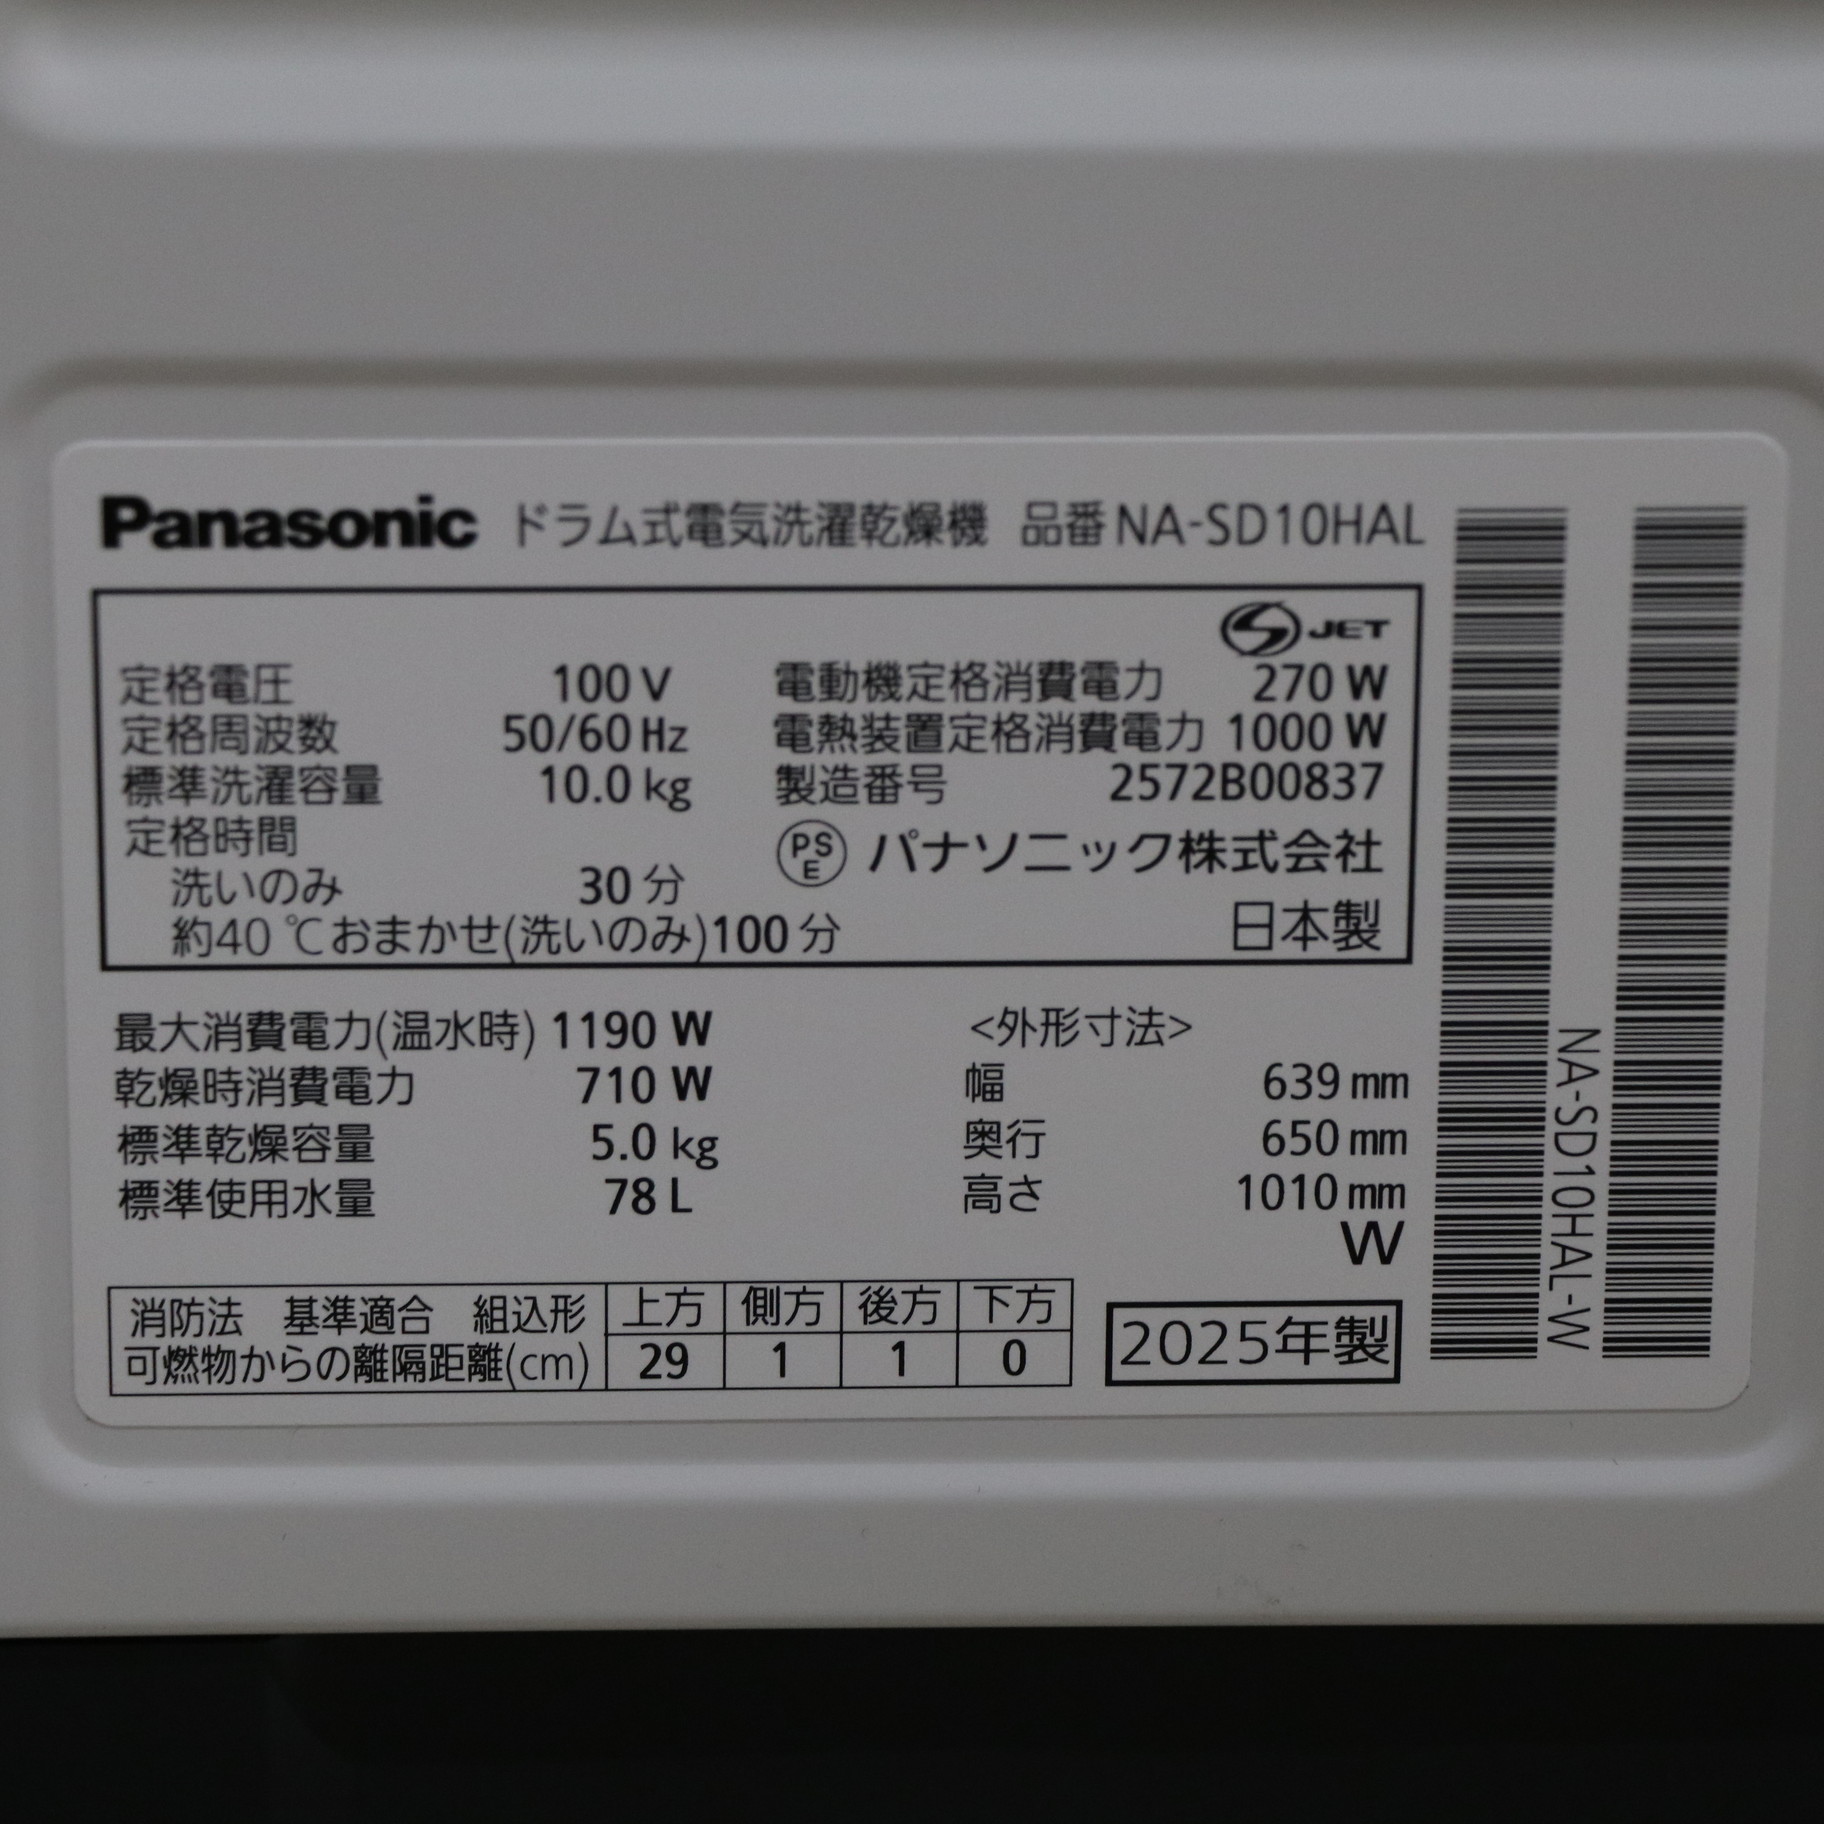 Panasonic ドラム式電気洗濯乾燥機 品番 NA-SD10HAL
S JET
定格電圧 100 V
定格周波数 50/60 Hz
標準洗濯容量 10.0 kg
定格時間
洗いのみ 30 分
約40℃おまかせ(洗いのみ)100 分
電動機定格消費電力 270 W
電熱装置定格消費電力 1000 W
製造番号 2572B00837
PSE パナソニック株式会社
日本製
最大消費電力(温水時) 1190 W
乾燥時消費電力 710 W
標準乾燥容量 5.0 kg
標準使用水量 78 L
<外形寸法>
幅 639 mm
奥行 650 mm
高さ 1010 mm
W
消防法 基準適合 組込形 上方 側方 後方 下方
可燃物からの離隔距離(cm) 29 1 1 0
2025年製
NA-SD10HAL-W